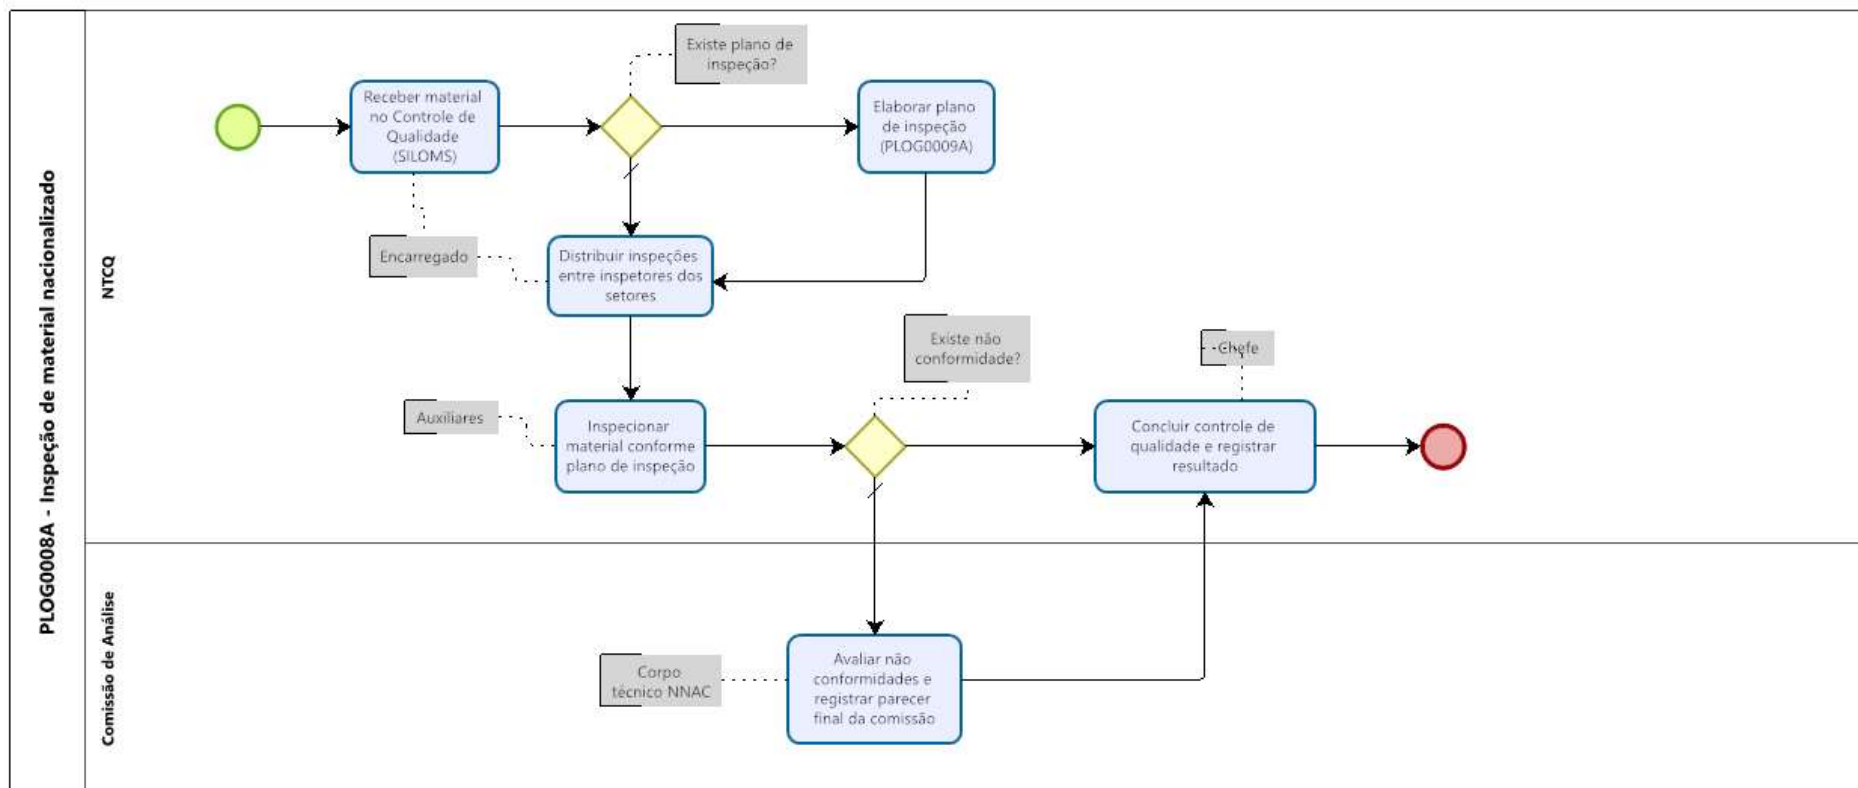 PLOG0008A - Inspeção de material nacionalizado
NTCQ
Existe plano de
inspeção?
Receber material
no Controle de
Qualidade
(SILOMS)
Elaborar plano
de inspeção
(PLOG0009A)
Encarregado
Distribuir inspeções
entre inspetores dos
setores
Existe não
conformidade?
Chefe
Auxiliares
Inspecionar
material conforme
plano de inspeção
Concluir controle de
qualidade e registrar
resultado
Comissão de Análise
Corpo
técnico NNAC
Avaliar não
conformidades e
registrar parecer
final da comissão